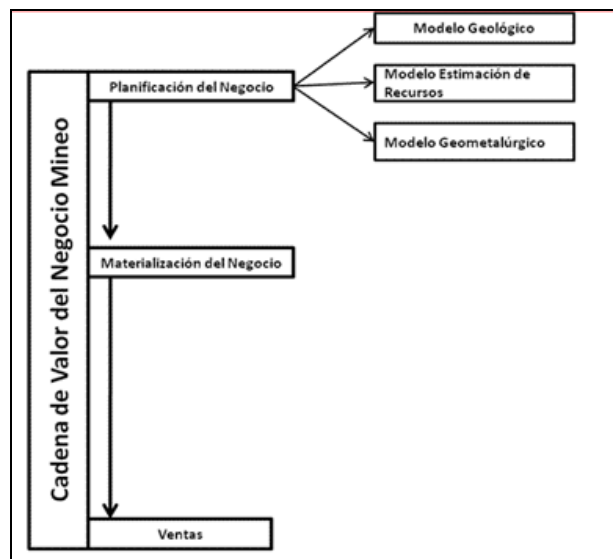 Cadena de Valor del Negocio Mineo
Planificación del Negocio
Modelo Geológico
Modelo Estimación de
Recursos
Modelo Geometalúrgico
Materialización del Negocio
Ventas